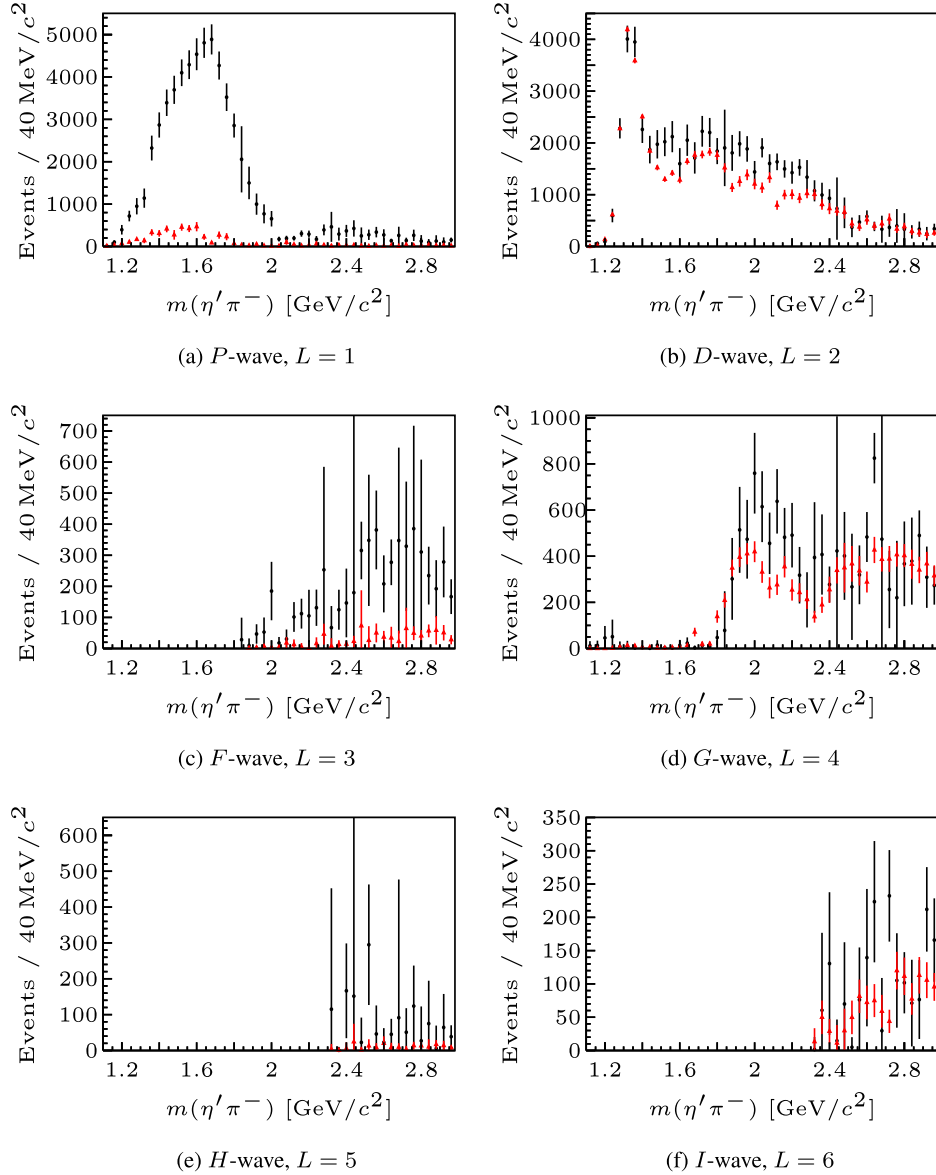 Events / 40 MeV/c²
5000
4000
3000
2000
1000
0
1.2 1.6 2 2.4 2.8
m(η′π⁻) [GeV/c²]
(a) P-wave, L = 1
Events / 40 MeV/c²
4000
3000
2000
1000
0
1.2 1.6 2 2.4 2.8
m(η′π⁻) [GeV/c²]
(b) D-wave, L = 2
Events / 40 MeV/c²
700
600
500
400
300
200
100
0
1.2 1.6 2 2.4 2.8
m(η′π⁻) [GeV/c²]
(c) F-wave, L = 3
Events / 40 MeV/c²
1000
800
600
400
200
0
1.2 1.6 2 2.4 2.8
m(η′π⁻) [GeV/c²]
(d) G-wave, L = 4
Events / 40 MeV/c²
600
500
400
300
200
100
0
1.2 1.6 2 2.4 2.8
m(η′π⁻) [GeV/c²]
(e) H-wave, L = 5
Events / 40 MeV/c²
350
300
250
200
150
100
50
0
1.2 1.6 2 2.4 2.8
m(η′π⁻) [GeV/c²]
(f) I-wave, L = 6